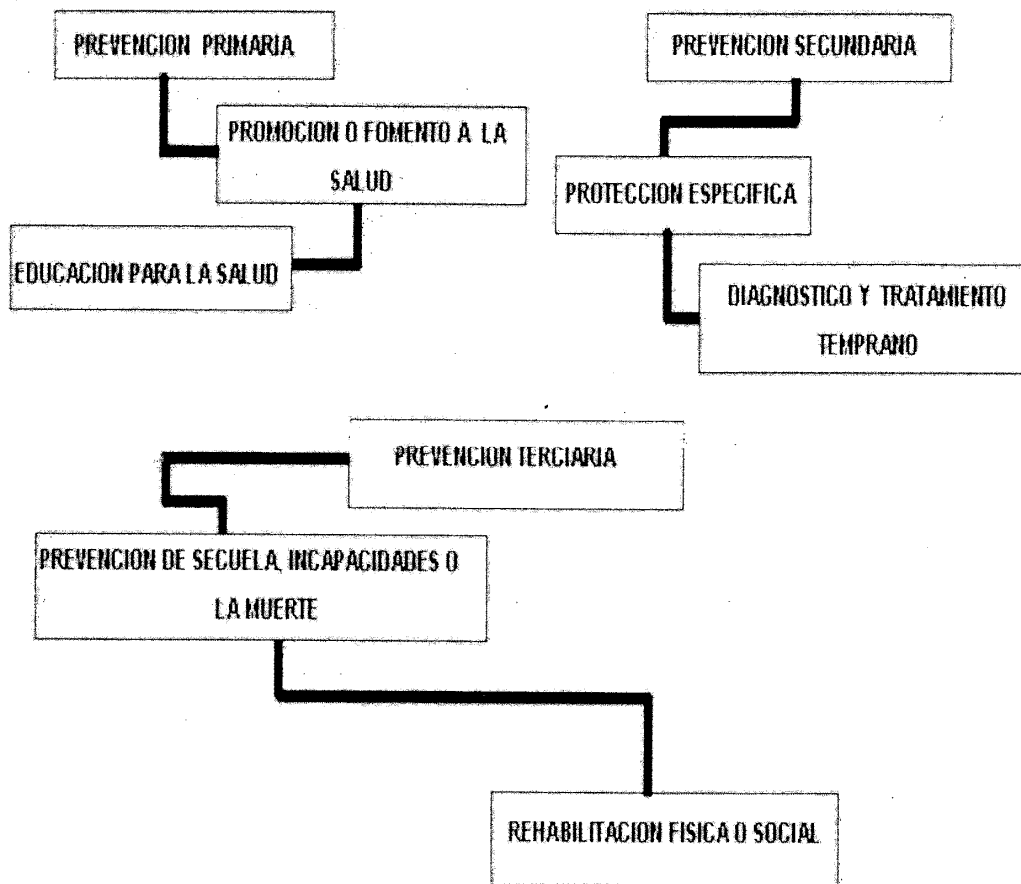 PREVENCION PRIMARIA
PROMOCION O FOMENTO A LA
SALUD
EDUCACION PARA LA SALUD
PREVENCION SECUNDARIA
PROTECCION ESPECIFICA
DIAGNOSTICO Y TRATAMIENTO
TEMPRANO
PREVENCION TERCIARIA
PREVENCION DE SECUELA, INCAPACIDADES O
LA MUERTE
REHABILITACION FISICA O SOCIAL